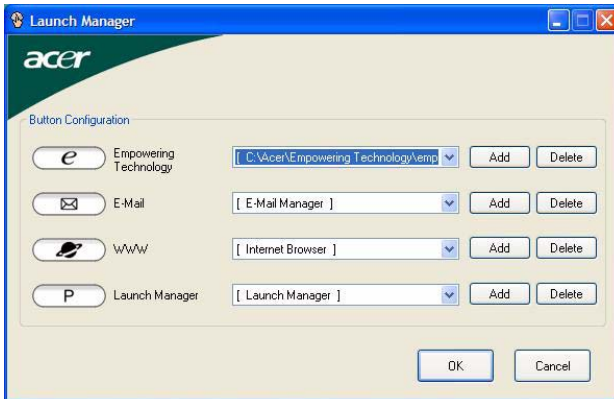 Launch Manager
acer
Button Configuration
e Empowering Technology [ C:\Acer\Empowering Technology\emp Add Delete
E-Mail [ E-Mail Manager ] Add Delete
WWW [ Internet Browser ] Add Delete
P Launch Manager [ Launch Manager ] Add Delete
OK Cancel